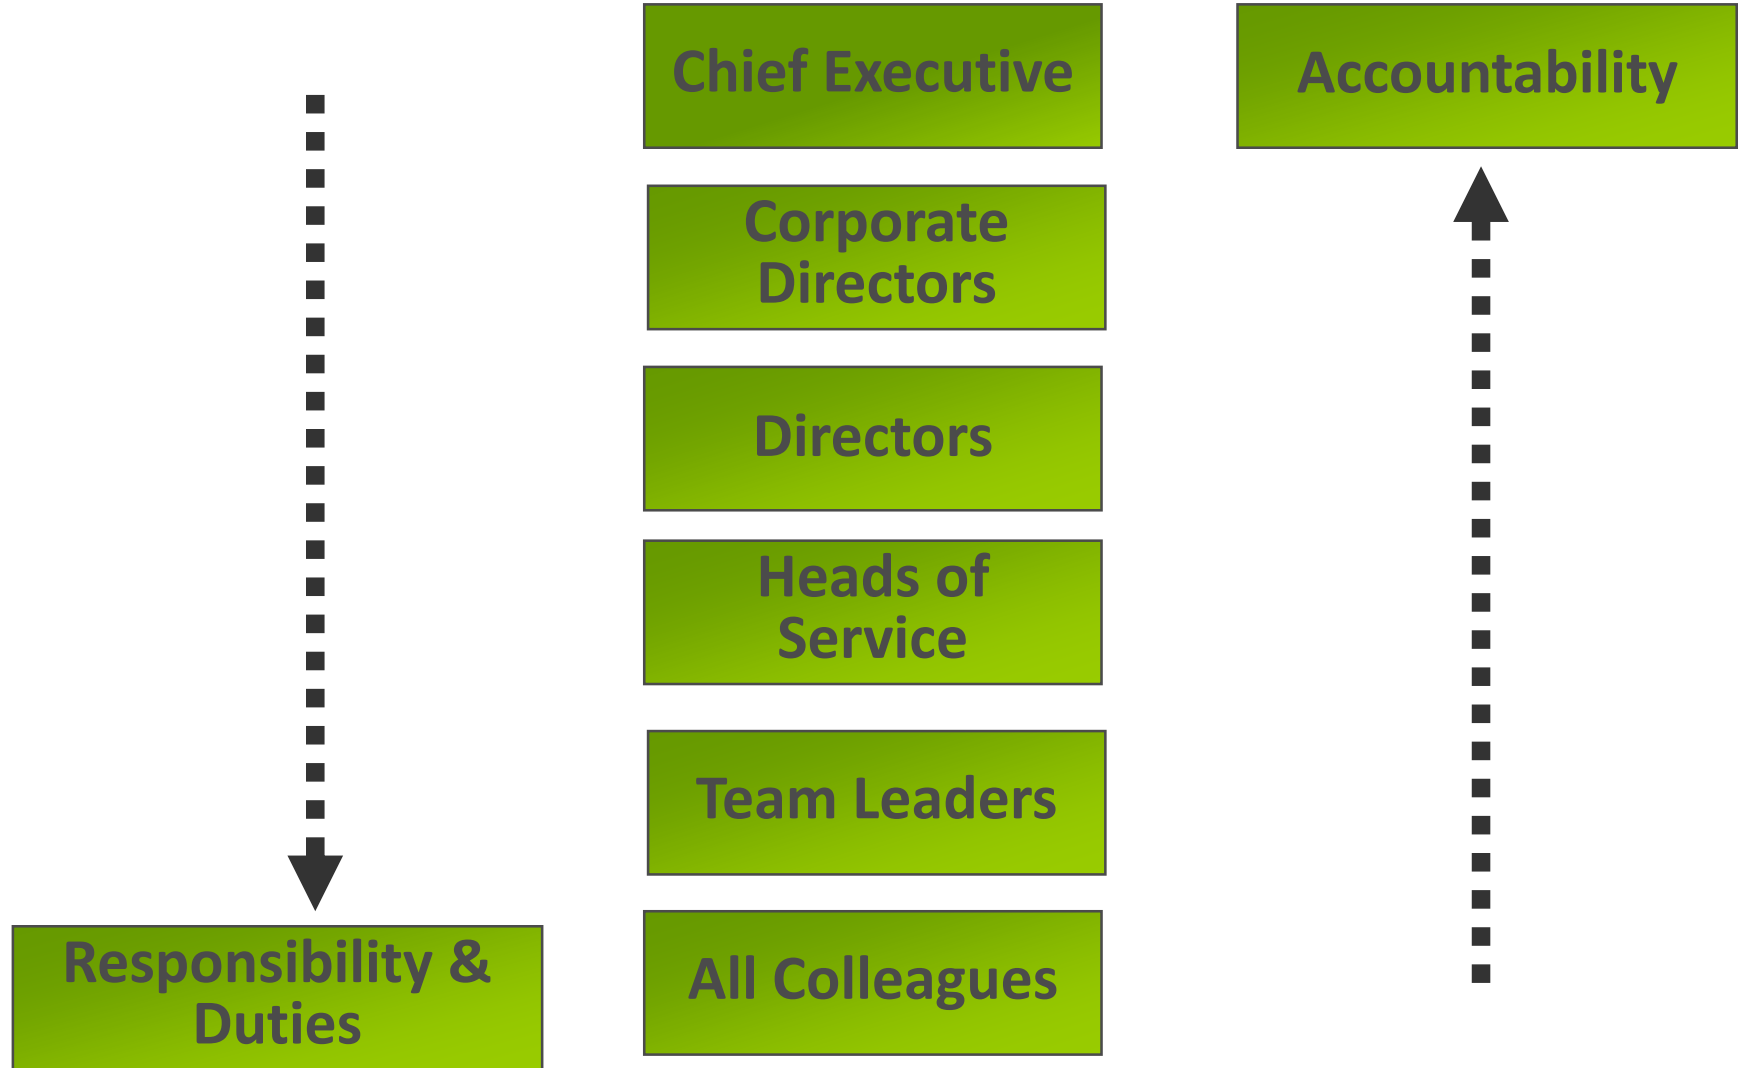 Chief Executive
Accountability
Corporate
Directors
Directors
Heads of
Service
Team Leaders
Responsibility &
Duties
All Colleagues